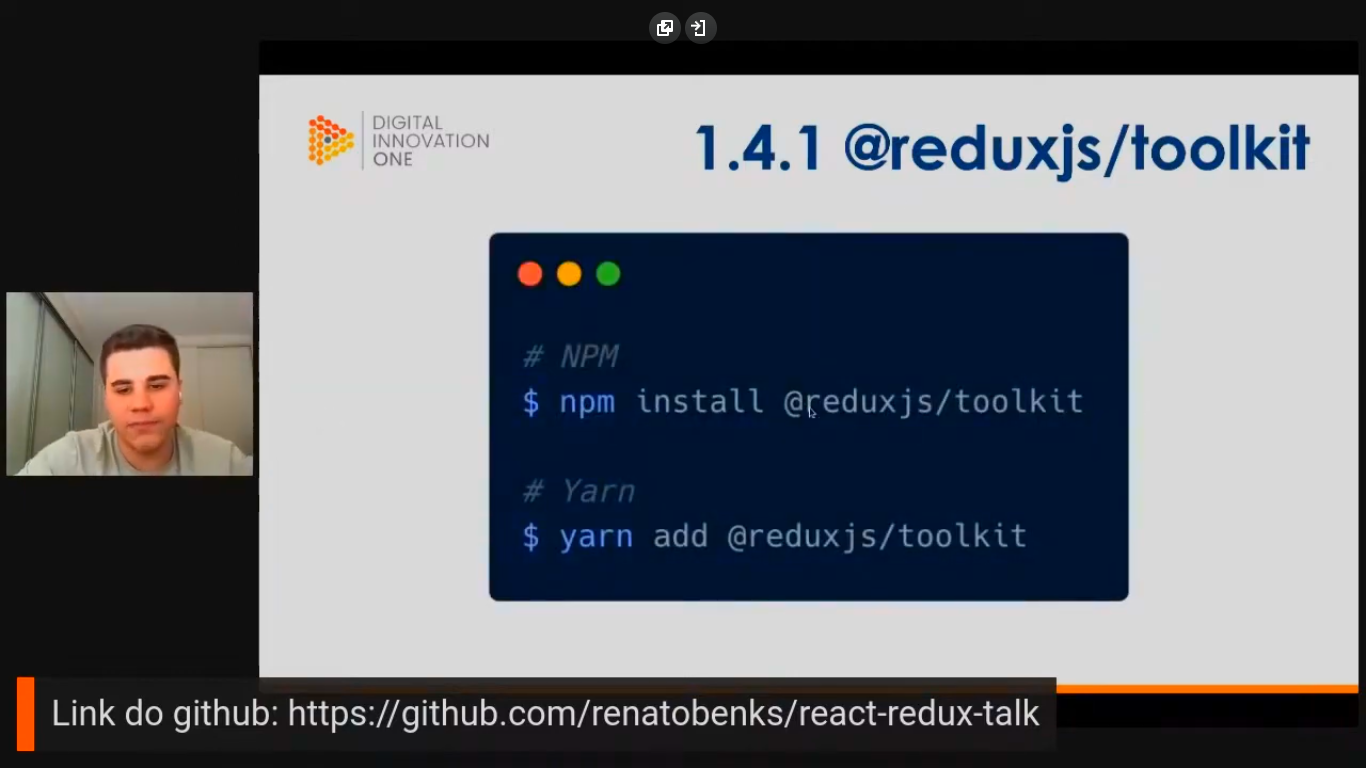 DIGITAL
INNOVATION
ONE
1.4.1 @reduxjs/toolkit
# NPM
$ npm install @reduxjs/toolkit
# Yarn
$ yarn add @reduxjs/toolkit
Link do github: https://github.com/renatobenks/react-redux-talk